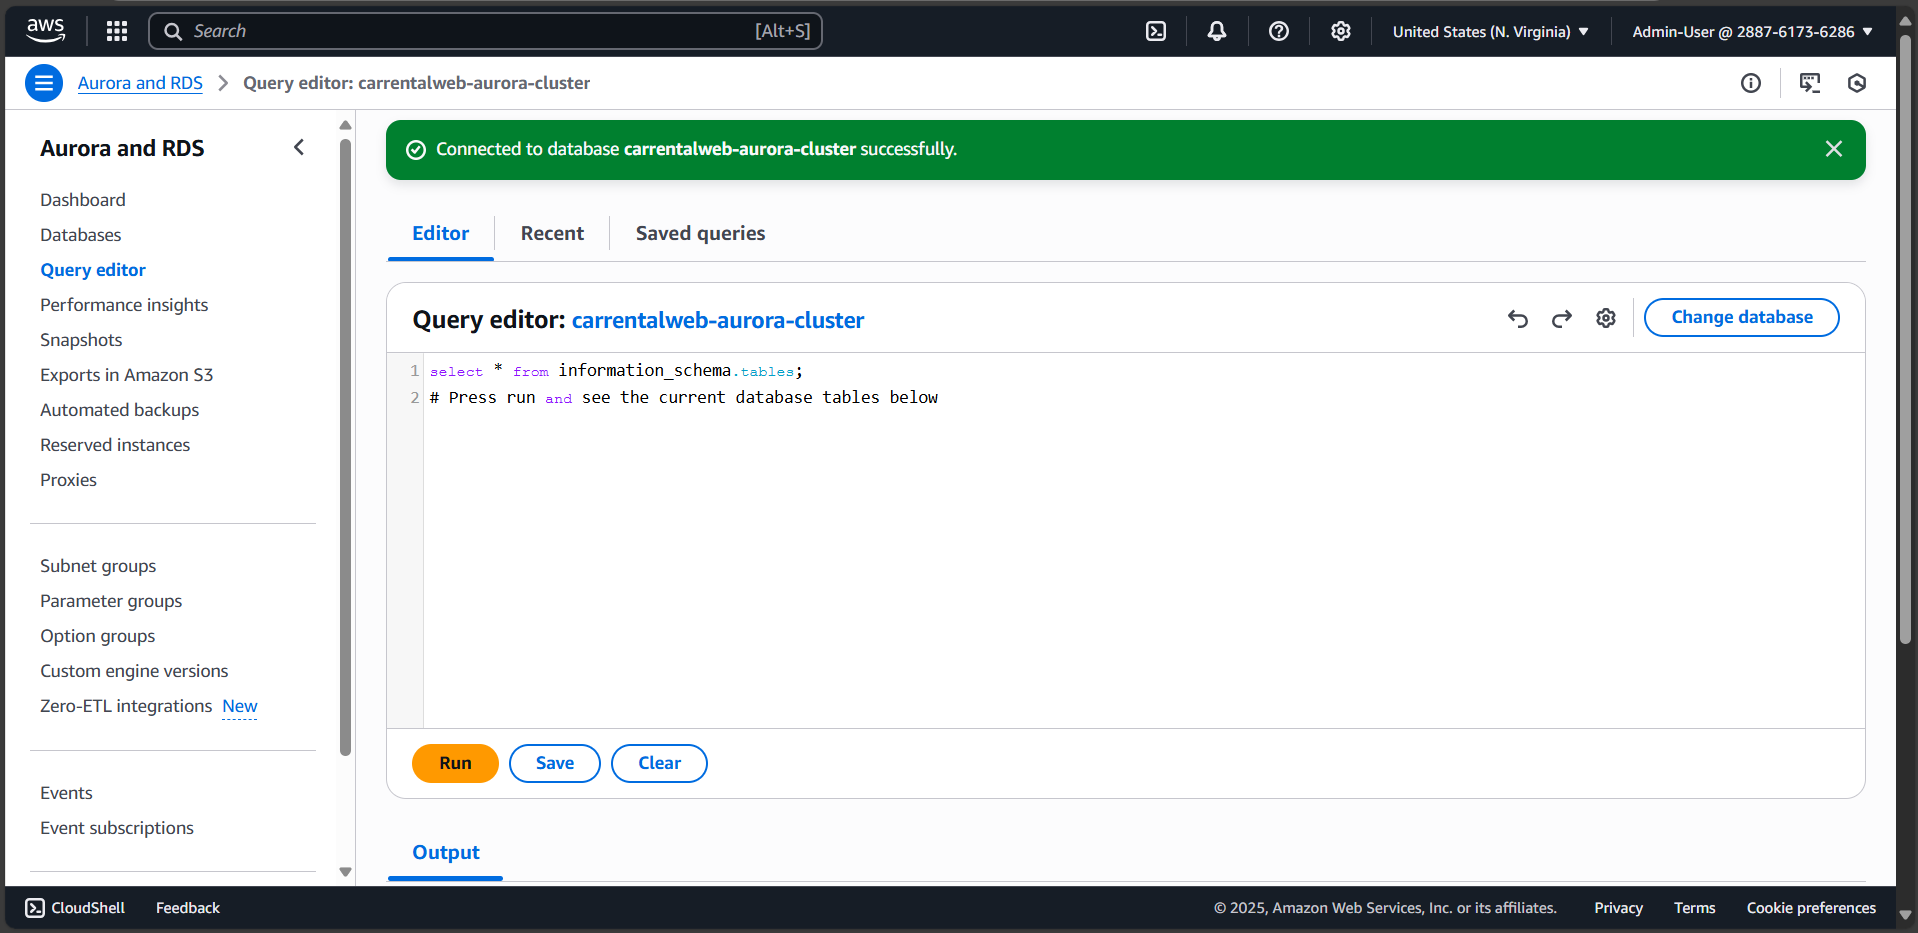 aws
Search [Alt+S]
United States (N. Virginia)
Admin-User @ 2887-6173-6286
Aurora and RDS
Query editor: carrentalweb-aurora-cluster
Aurora and RDS
Dashboard
Databases
Query editor
Performance insights
Snapshots
Exports in Amazon S3
Automated backups
Reserved instances
Proxies
Subnet groups
Parameter groups
Option groups
Custom engine versions
Zero-ETL integrations New
Events
Event subscriptions
Connected to database carrentalweb-aurora-cluster successfully.
Editor
Recent
Saved queries
Query editor: carrentalweb-aurora-cluster
Change database
1 select * from information_schema.tables;
2 # Press run and see the current database tables below
Run
Save
Clear
Output
CloudShell
Feedback
© 2025, Amazon Web Services, Inc. or its affiliates.
Privacy
Terms
Cookie preferences